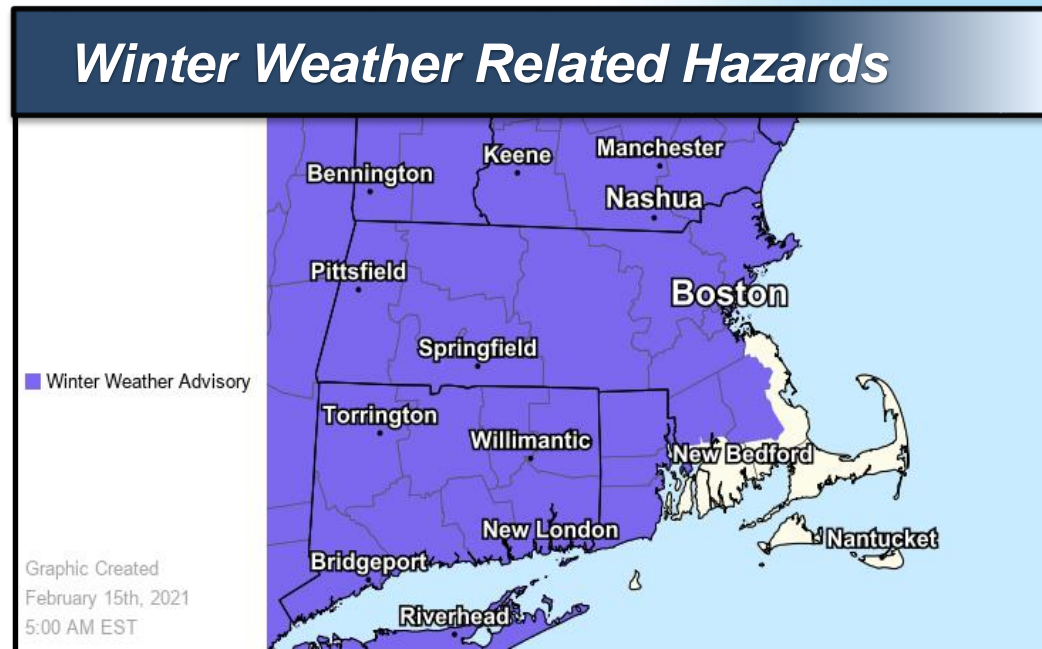 Winter Weather Related Hazards
Keene
Manchester
Bennington
Nashua
Pittsfield
Boston
Springfield
Winter Weather Advisory
Torrington
Willimantic
New Bedford
New London
Nantucket
Bridgeport
Graphic Created
February 15th, 2021
Riverhead
5:00 AM EST